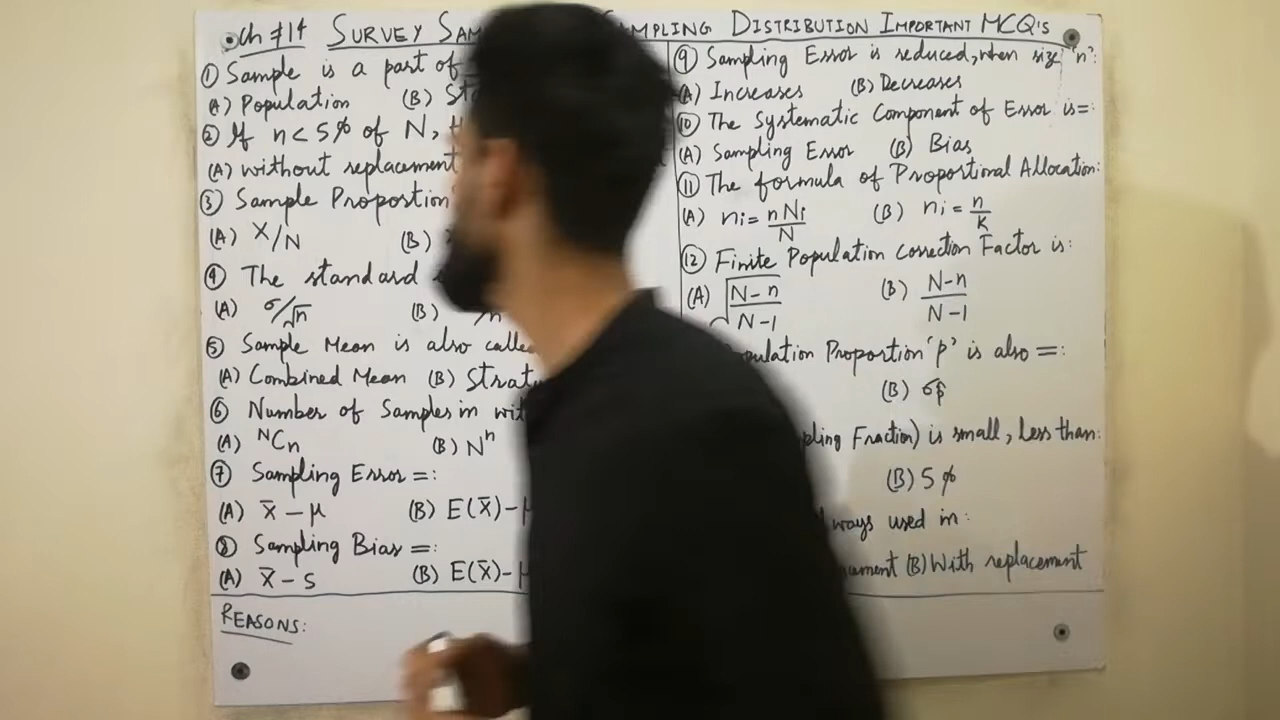 Ch # 14 SURVEY SAM MPLING DISTRIBUTION IMPORTANT MCQ'S
① Sample is a part of
(A) Population (B) Sta
② If n < 5% of N,
(A) without replacement
③ Sample Proportion
(A) X/N (B)
④ The standard
(A) σ/√n (B) /n
⑤ Sample Mean is also called
(A) Combined Mean (B) Strat
⑥ Number of Samples in wit
(A) ᴺCn (B) Nⁿ
⑦ Sampling Error =:
(A) x̄ - μ (B) E(x̄) - μ
⑧ Sampling Bias =:
(A) x̄ - s (B) E(x̄) - μ
REASONS:
⑨ Sampling Error is reduced, when size "n":
(A) Increases (B) Decreases
⑩ The Systematic Component of Error is=:
(A) Sampling Error (B) Bias
⑪ The formula of Proportional Allocation:
(A) ni = nNi/N (B) ni = n/k
⑫ Finite Population Correction Factor is:
(A) √(N-n/N-1) (B) N-n/N-1
opulation Proportion 'p' is also =:
(B) σp̂
pling Fraction) is small, Less than:
(B) 5%
ways used in:
cement (B) With replacement